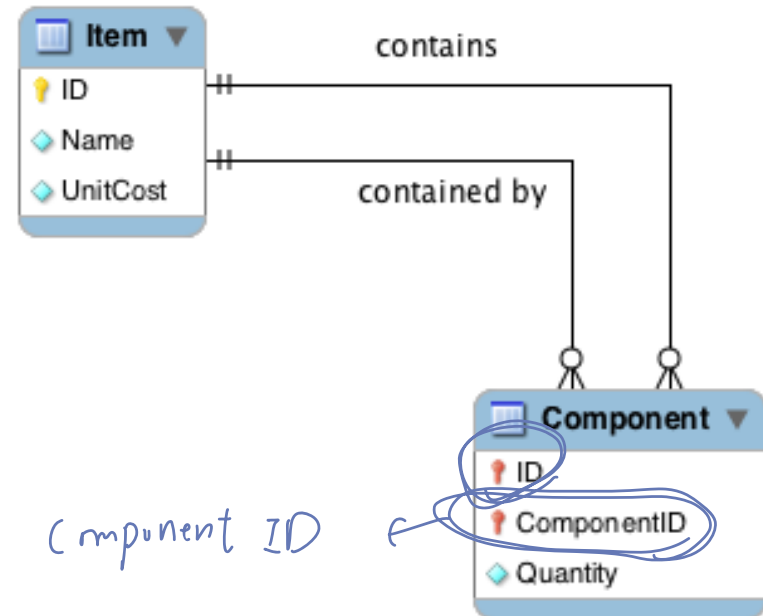 Item
contains
ID
Name
UnitCost
contained by
Component
ID
ComponentID
Component ID
Quantity